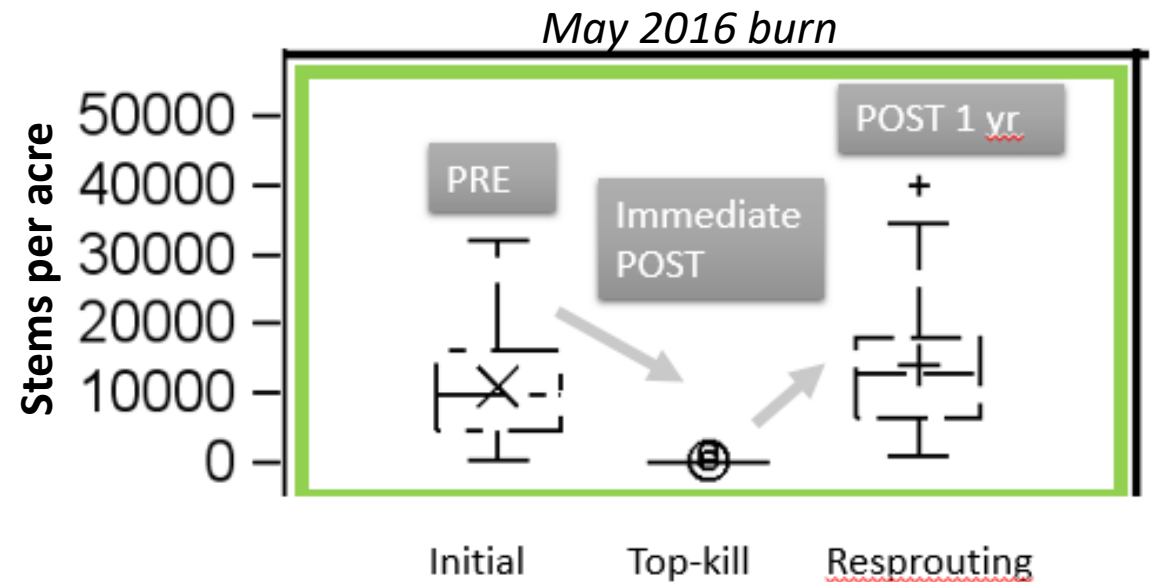 May 2016 burn
Stems per acre
50000
40000
30000
20000
10000
0
PRE
Immediate
POST
POST 1 yr
Initial
Top-kill
Resprouting